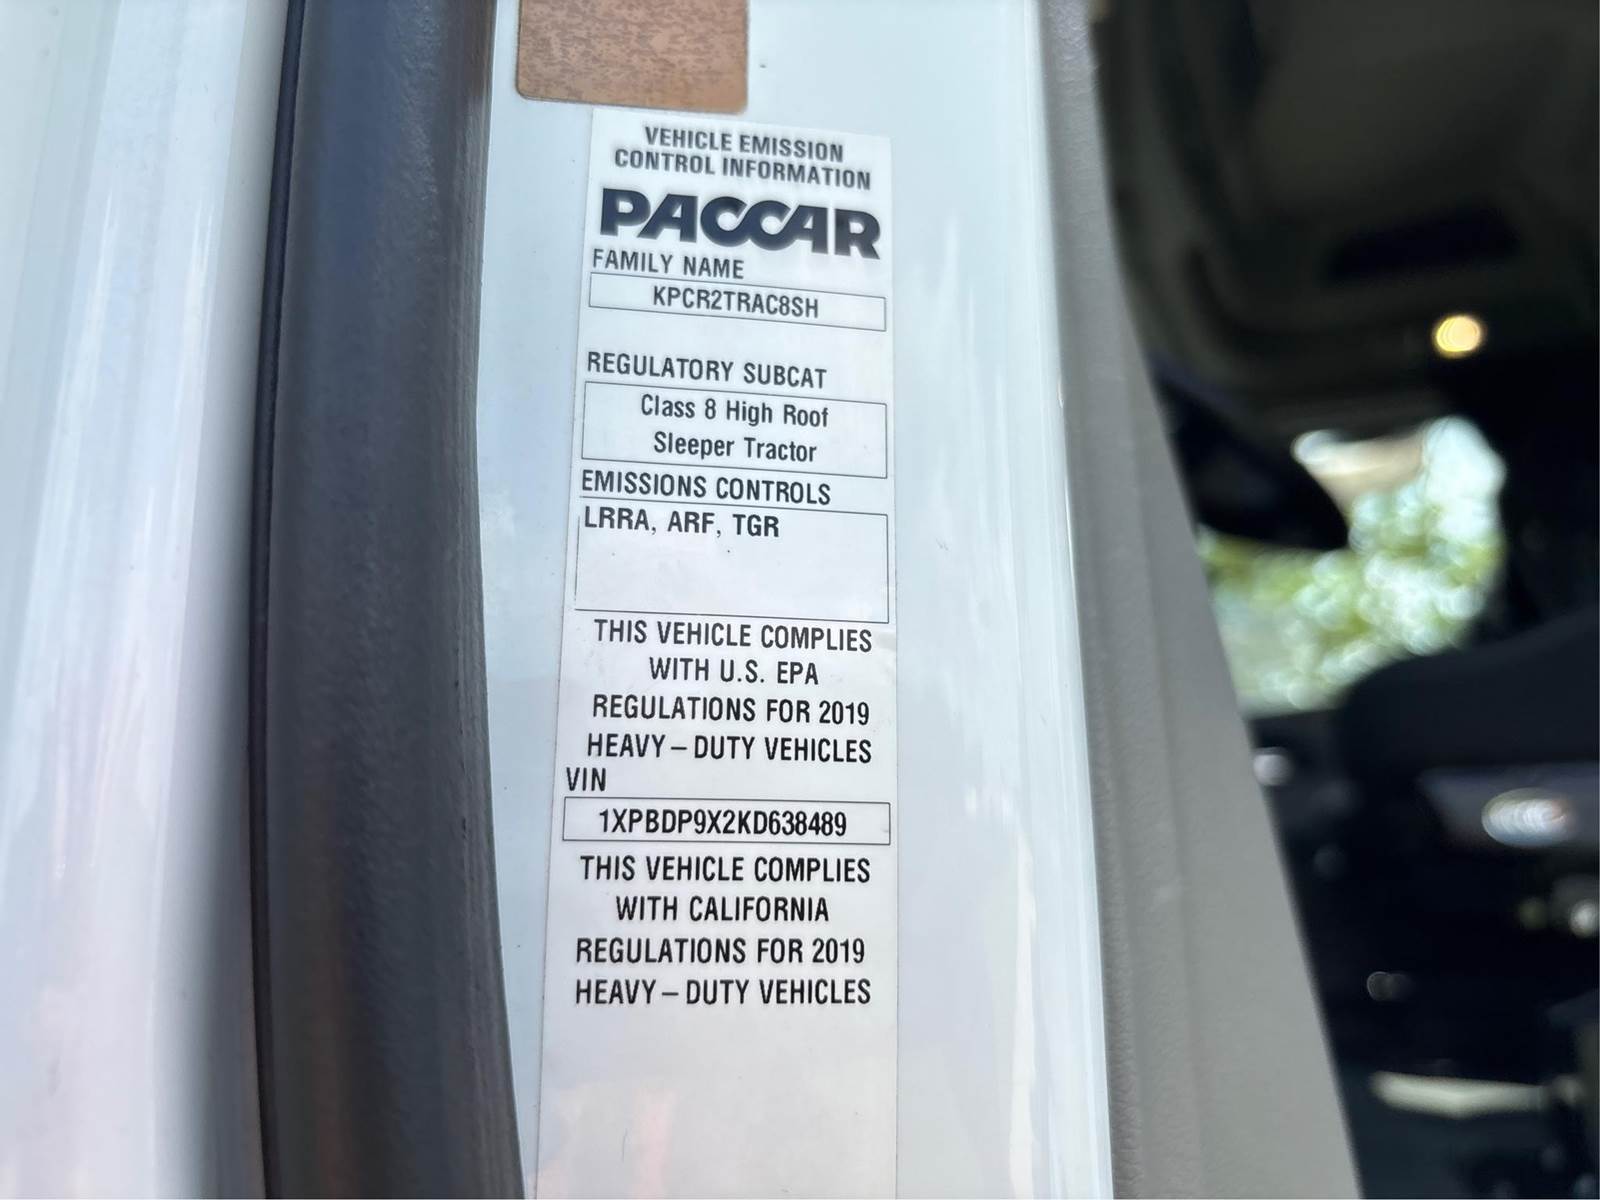 VEHICLE EMISSION
CONTROL INFORMATION
PACCAR
FAMILY NAME
KPCR2TRAC8SH
REGULATORY SUBCAT
Class 8 High Roof
Sleeper Tractor
EMISSIONS CONTROLS
LRRA, ARF, TGR
THIS VEHICLE COMPLIES
WITH U.S. EPA
REGULATIONS FOR 2019
HEAVY – DUTY VEHICLES
VIN
1XPBDP9X2KD638489
THIS VEHICLE COMPLIES
WITH CALIFORNIA
REGULATIONS FOR 2019
HEAVY – DUTY VEHICLES